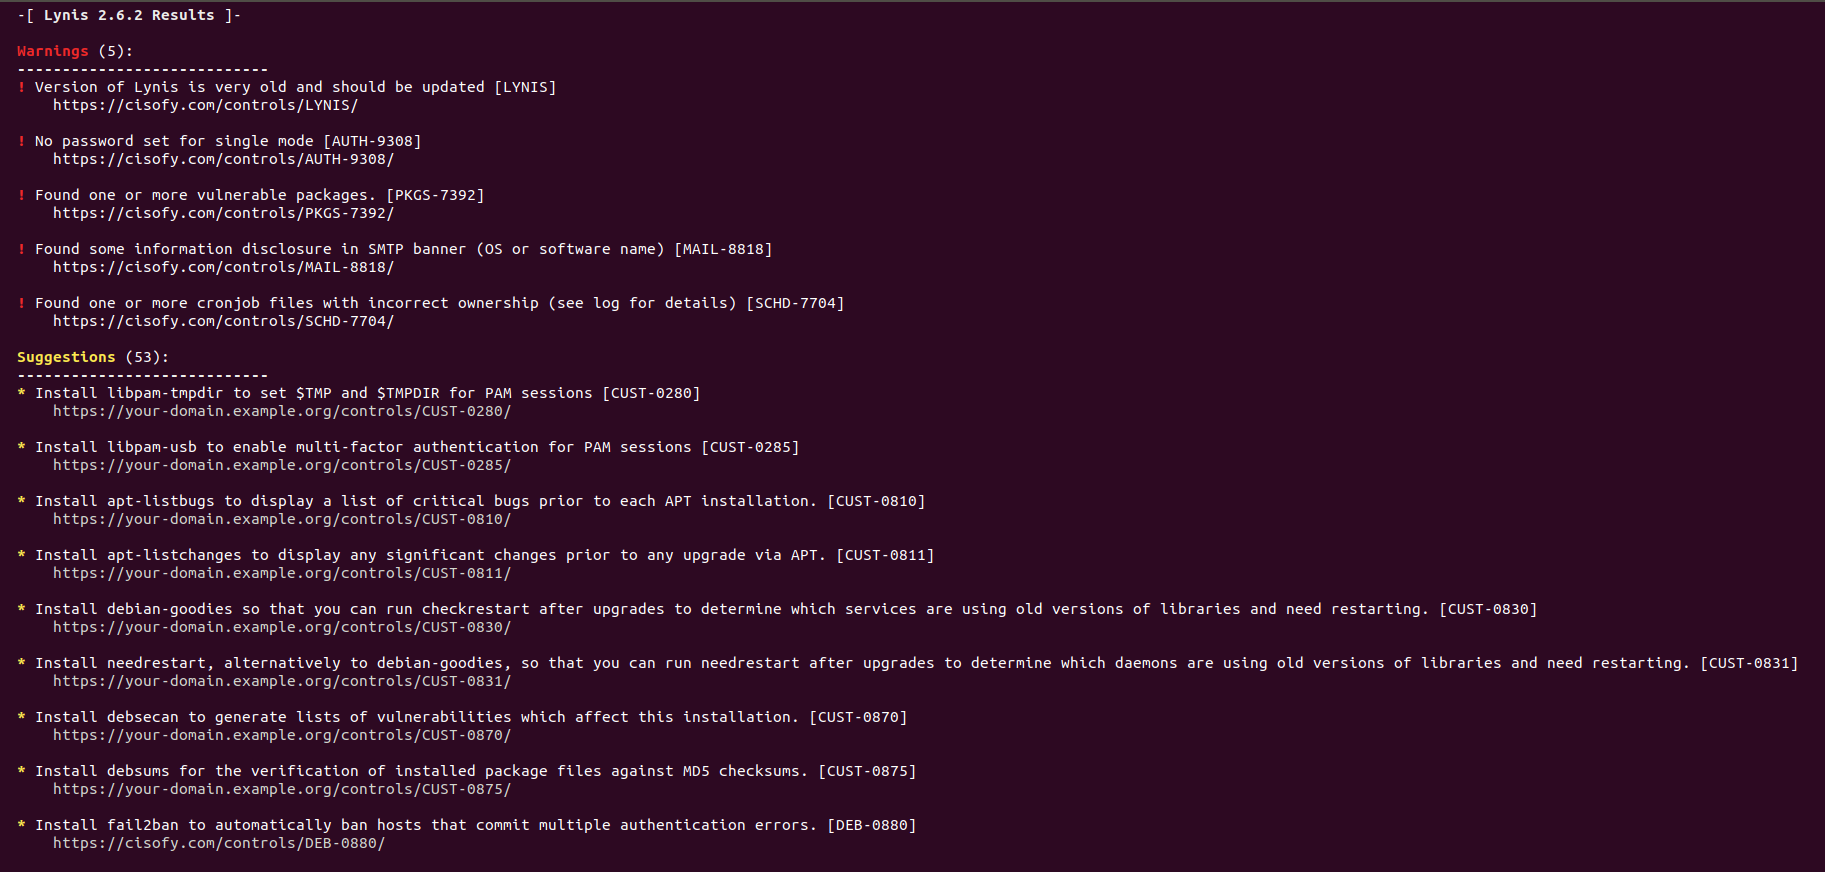 -[ Lynis 2.6.2 Results ]-
Warnings (5):
----------------------------
! Version of Lynis is very old and should be updated [LYNIS]
https://cisofy.com/controls/LYNIS/
! No password set for single mode [AUTH-9308]
https://cisofy.com/controls/AUTH-9308/
! Found one or more vulnerable packages. [PKGS-7392]
https://cisofy.com/controls/PKGS-7392/
! Found some information disclosure in SMTP banner (OS or software name) [MAIL-8818]
https://cisofy.com/controls/MAIL-8818/
! Found one or more cronjob files with incorrect ownership (see log for details) [SCHD-7704]
https://cisofy.com/controls/SCHD-7704/
Suggestions (53):
----------------------------
* Install libpam-tmpdir to set $TMP and $TMPDIR for PAM sessions [CUST-0280]
https://your-domain.example.org/controls/CUST-0280/
* Install libpam-usb to enable multi-factor authentication for PAM sessions [CUST-0285]
https://your-domain.example.org/controls/CUST-0285/
* Install apt-listbugs to display a list of critical bugs prior to each APT installation. [CUST-0810]
https://your-domain.example.org/controls/CUST-0810/
* Install apt-listchanges to display any significant changes prior to any upgrade via APT. [CUST-0811]
https://your-domain.example.org/controls/CUST-0811/
* Install debian-goodies so that you can run checkrestart after upgrades to determine which services are using old versions of libraries and need restarting. [CUST-0830]
https://your-domain.example.org/controls/CUST-0830/
* Install needrestart, alternatively to debian-goodies, so that you can run needrestart after upgrades to determine which daemons are using old versions of libraries and need restarting. [CUST-0831]
https://your-domain.example.org/controls/CUST-0831/
* Install debsecan to generate lists of vulnerabilities which affect this installation. [CUST-0870]
https://your-domain.example.org/controls/CUST-0870/
* Install debsums for the verification of installed package files against MD5 checksums. [CUST-0875]
https://your-domain.example.org/controls/CUST-0875/
* Install fail2ban to automatically ban hosts that commit multiple authentication errors. [DEB-0880]
https://cisofy.com/controls/DEB-0880/